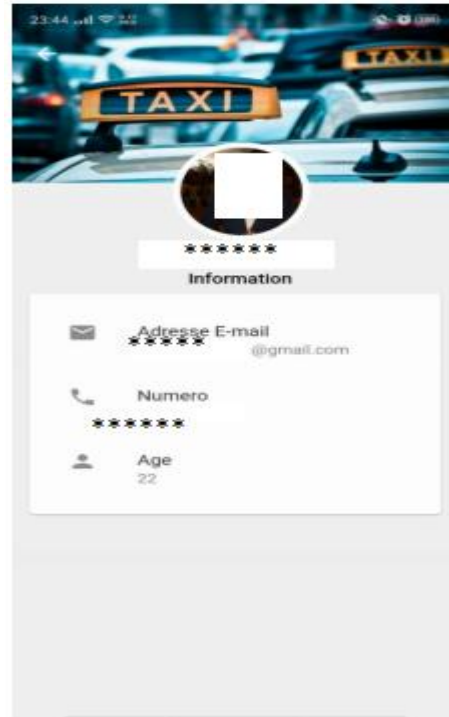 23:44
TAXI
TAXI
******
Information
Adresse E-mail
***** @gmail.com
Numero
******
Age
22